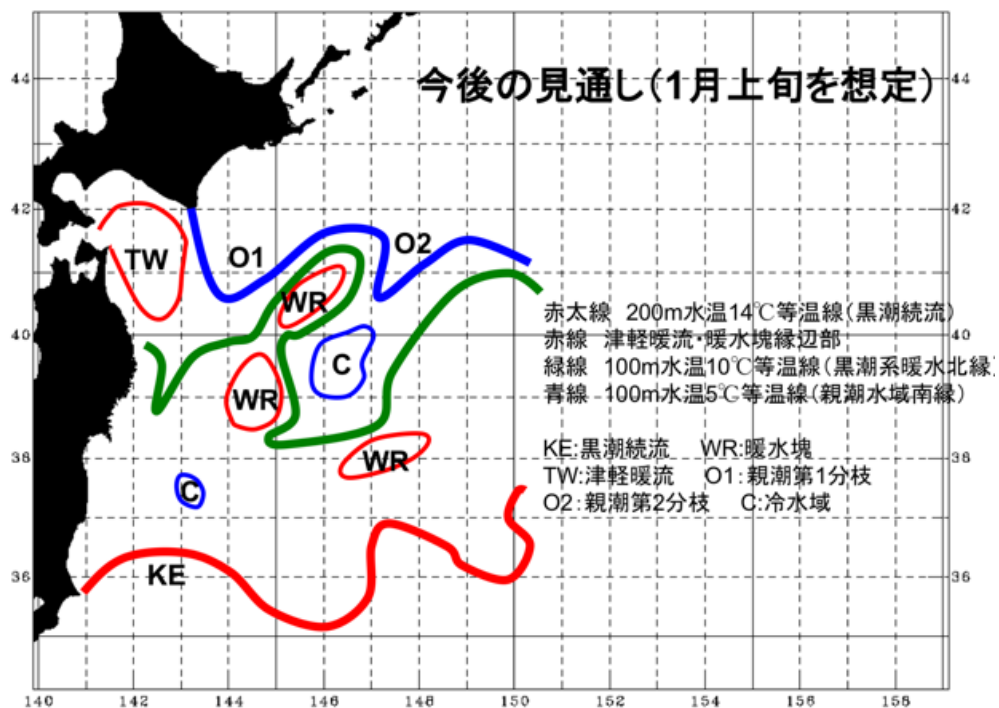 44
今後の見通し(1月上旬を想定)
44
42
42
TW
O1
O2
WR
赤太線 200m水温14℃等温線(黒潮続流)
40
40
赤線 津軽暖流・暖水塊縁辺部
C
緑線 100m水温10℃等温線(黒潮系暖水北縁)
WR
青線 100m水温5℃等温線(親潮水域南縁)
38
38
WR
KE:黒潮続流 WR:暖水塊
TW:津軽暖流 O1:親潮第1分枝
C
O2:親潮第2分枝 C:冷水域
36
KE
36
140 142 144 146 148 150 152 154 156 158